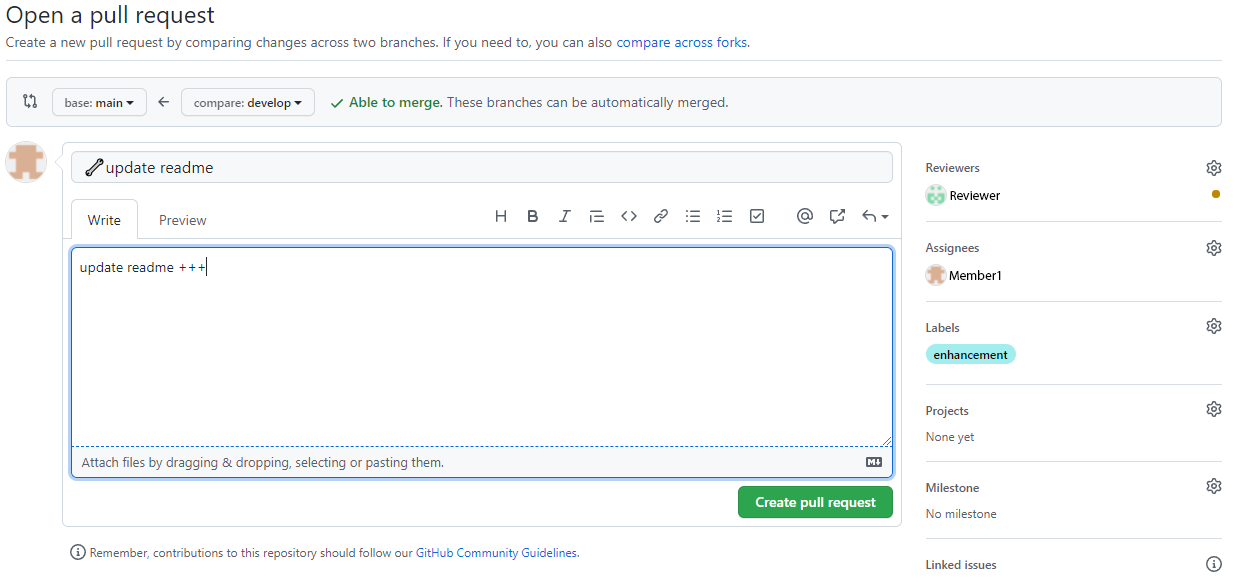 Open a pull request
Create a new pull request by comparing changes across two branches. If you need to, you can also compare across forks.
base: main
compare: develop
Able to merge. These branches can be automatically merged.
🔧update readme
Write
Preview
update readme +++
Attach files by dragging & dropping, selecting or pasting them.
Create pull request
Remember, contributions to this repository should follow our GitHub Community Guidelines.
Reviewers
Reviewer
Assignees
Member1
Labels
enhancement
Projects
None yet
Milestone
No milestone
Linked issues